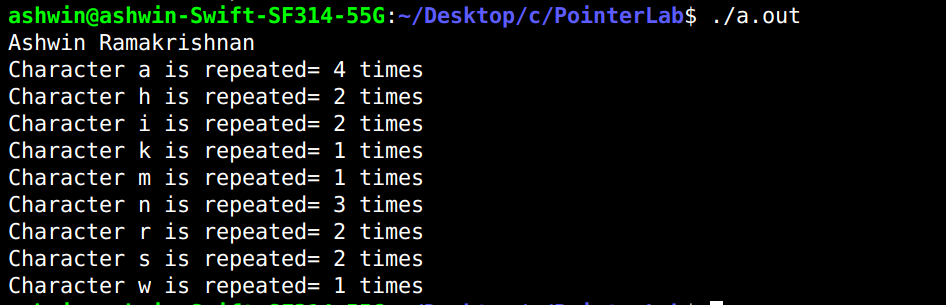 ashwin@ashwin-Swift-SF314-55G:~/Desktop/c/PointerLab$ ./a.out
Ashwin Ramakrishnan
Character a is repeated= 4 times
Character h is repeated= 2 times
Character i is repeated= 2 times
Character k is repeated= 1 times
Character m is repeated= 1 times
Character n is repeated= 3 times
Character r is repeated= 2 times
Character s is repeated= 2 times
Character w is repeated= 1 times